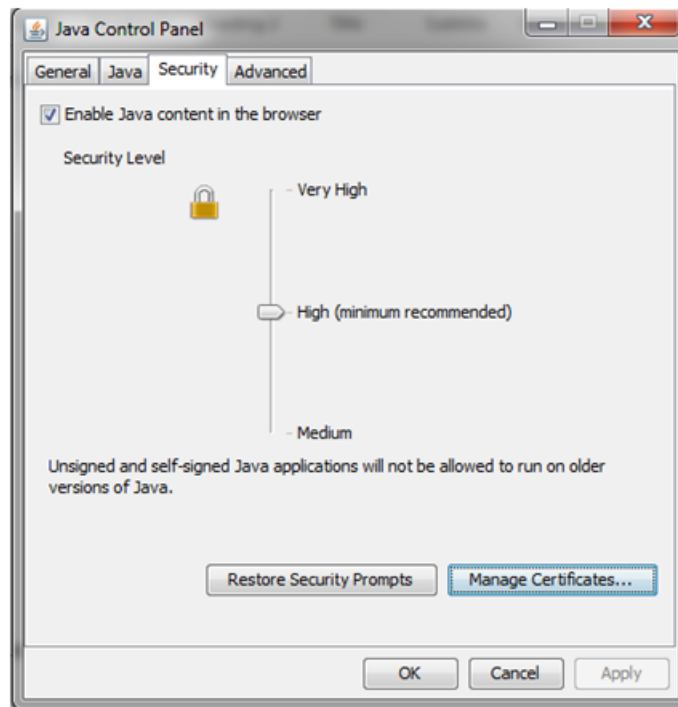 Java Control Panel
General Java Security Advanced
Enable Java content in the browser
Security Level
Very High
High (minimum recommended)
Medium
Unsigned and self-signed Java applications will not be allowed to run on older
versions of Java.
Restore Security Prompts Manage Certificates...
OK Cancel Apply